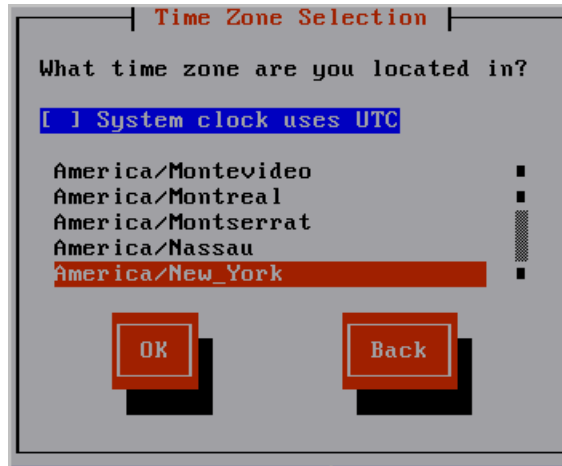 Time Zone Selection
What time zone are you located in?
[ ] System clock uses UTC
America/Montevideo
America/Montreal
America/Montserrat
America/Nassau
America/New_York
OK
Back